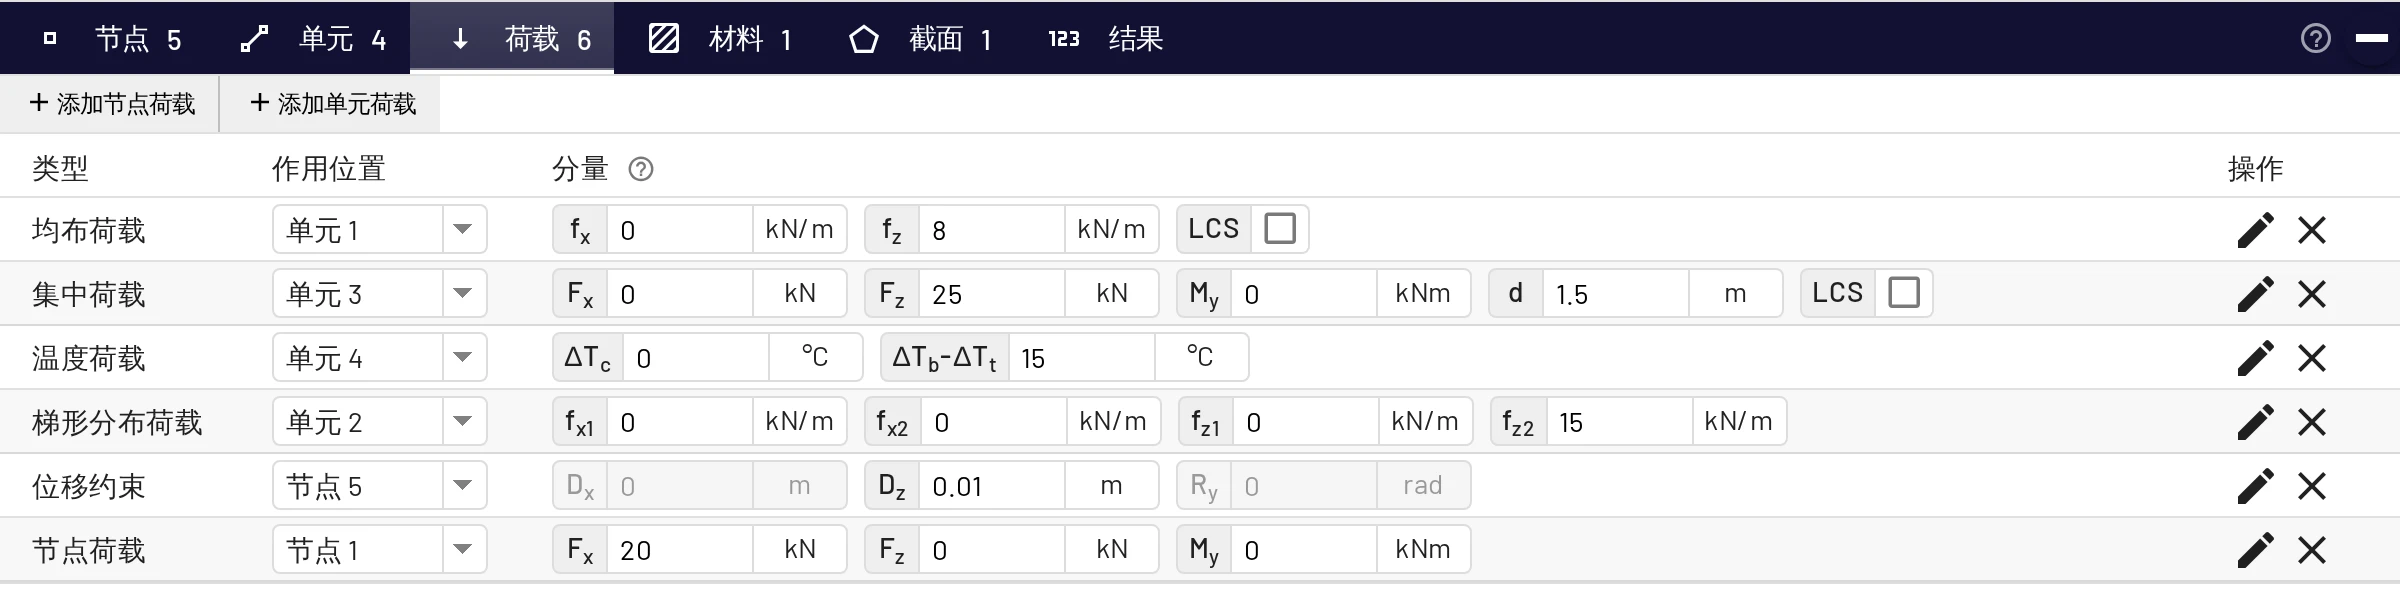 节点 5 单元 4 荷载 6 材料 1 截面 1 123 结果
+ 添加节点荷载 + 添加单元荷载
类型 作用位置 分量 操作
均布荷载 单元 1 fx 0 kN/m fz 8 kN/m LCS
集中荷载 单元 3 Fx 0 kN Fz 25 kN My 0 kNm d 1.5 m LCS
温度荷载 单元 4 ΔTc 0 °C ΔTb-ΔTt 15 °C
梯形分布荷载 单元 2 fx1 0 kN/m fx2 0 kN/m fz1 0 kN/m fz2 15 kN/m
位移约束 节点 5 Dx 0 m Dz 0.01 m Ry 0 rad
节点荷载 节点 1 Fx 20 kN Fz 0 kN My 0 kNm